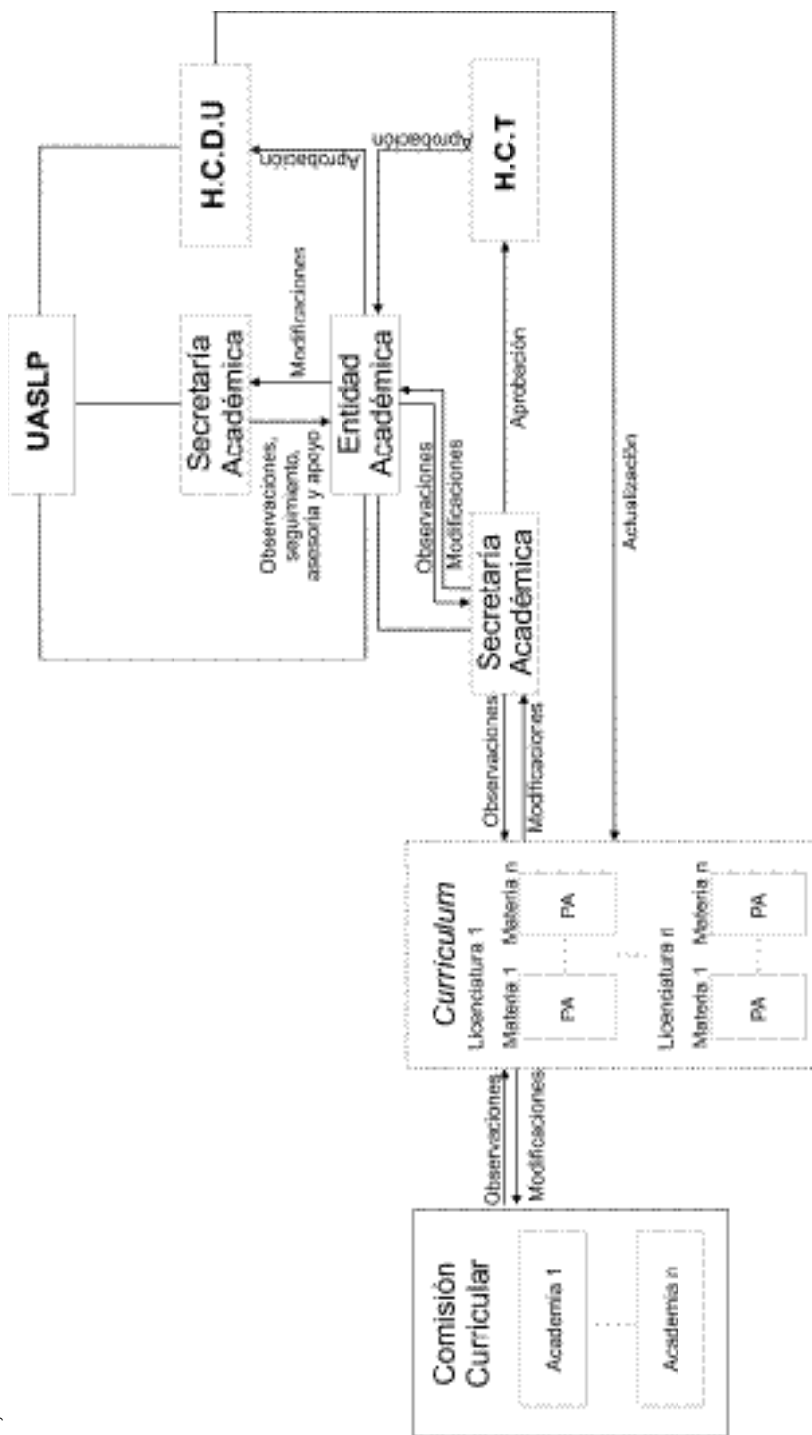 UASLP
H.C.D.U
Secretaría
Académica
Modificaciones
Aprobación
Observaciones,
seguimiento,
asesoría y apoyo
Entidad
Académica
Aprobación
H.C.T
Observaciones
Modificaciones
Aprobación
Secretaría
Académica
Actualización
Observaciones
Modificaciones
Curriculum
Licenciatura 1
Materia 1
Materia n
PA
PA
Licenciatura n
Materia 1
Materia n
PA
PA
Observaciones
Modificaciones
Comisión
Curricular
Academia 1
Academia n